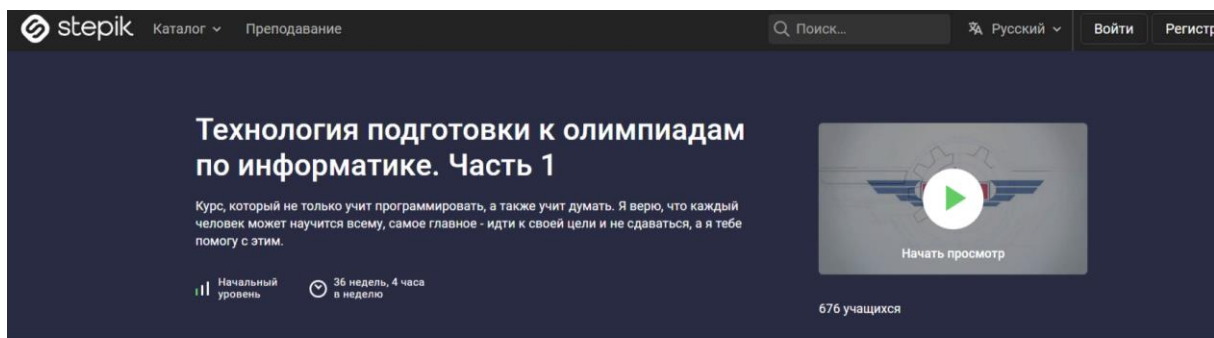 stepik Каталог Преподавание Поиск... Русский Войти Регистр
Технология подготовки к олимпиадам
по информатике. Часть 1
Курс, который не только учит программировать, а также учит думать. Я верю, что каждый
человек может научится всему, самое главное - идти к своей цели и не сдаваться, а я тебе
помогу с этим.
Начать просмотр
Начальный
уровень
36 недель, 4 часа
в неделю
676 учащихся